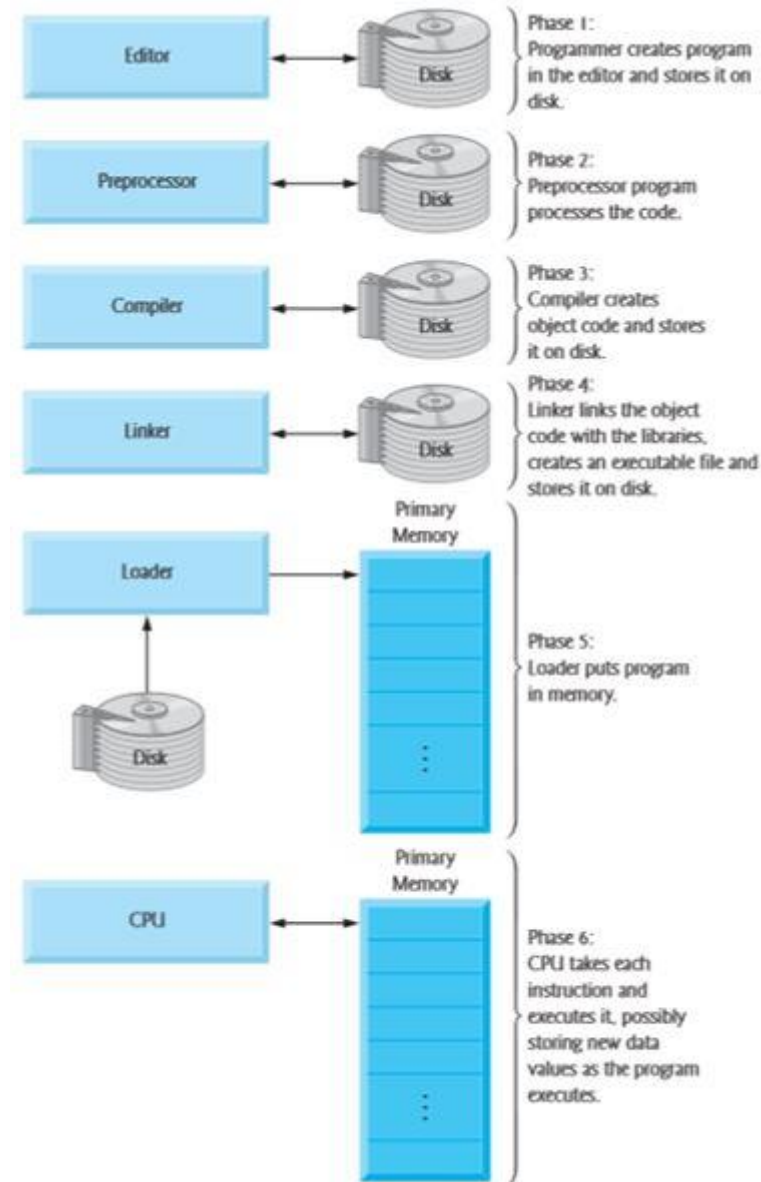 Editor
Disk
Phase 1:
Programmer creates program
in the editor and stores it on
disk.
Preprocessor
Disk
Phase 2:
Preprocessor program
processes the code.
Compiler
Disk
Phase 3:
Compiler creates
object code and stores
it on disk.
Linker
Disk
Phase 4:
Linker links the object
code with the libraries,
creates an executable file and
stores it on disk.
Loader
Disk
Primary
Memory
Phase 5:
Loader puts program
in memory.
CPU
Primary
Memory
Phase 6:
CPU takes each
instruction and
executes it, possibly
storing new data
values as the program
executes.